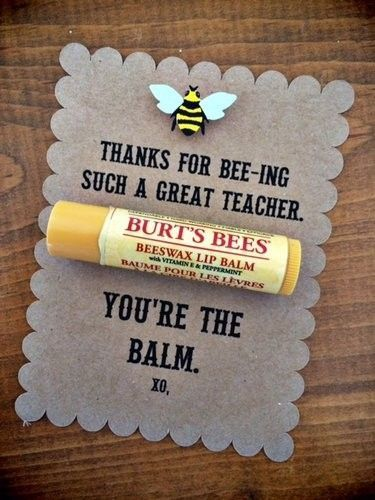 THANKS FOR BEE-ING
SUCH A GREAT TEACHER.
BURT'S BEES
BEESWAX LIP BALM
with VITAMIN E & PEPPERMINT
BAUME POUR LES LÈVRES
YOU'RE THE
BALM.
XO,